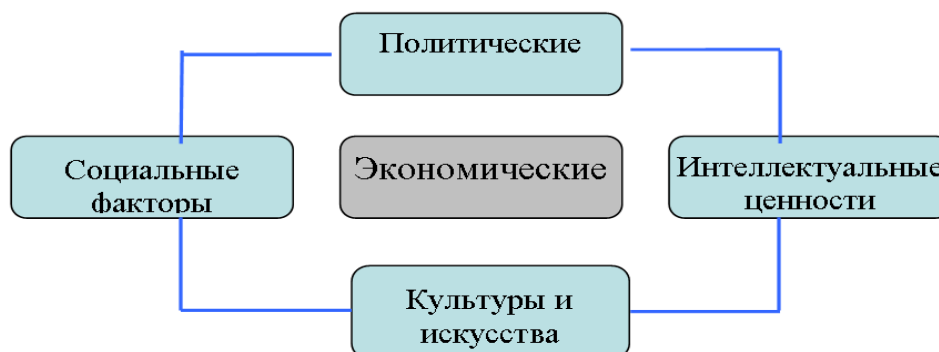 Политические
Социальные
факторы
Экономические
Интеллектуальные
ценности
Культуры и
искусства